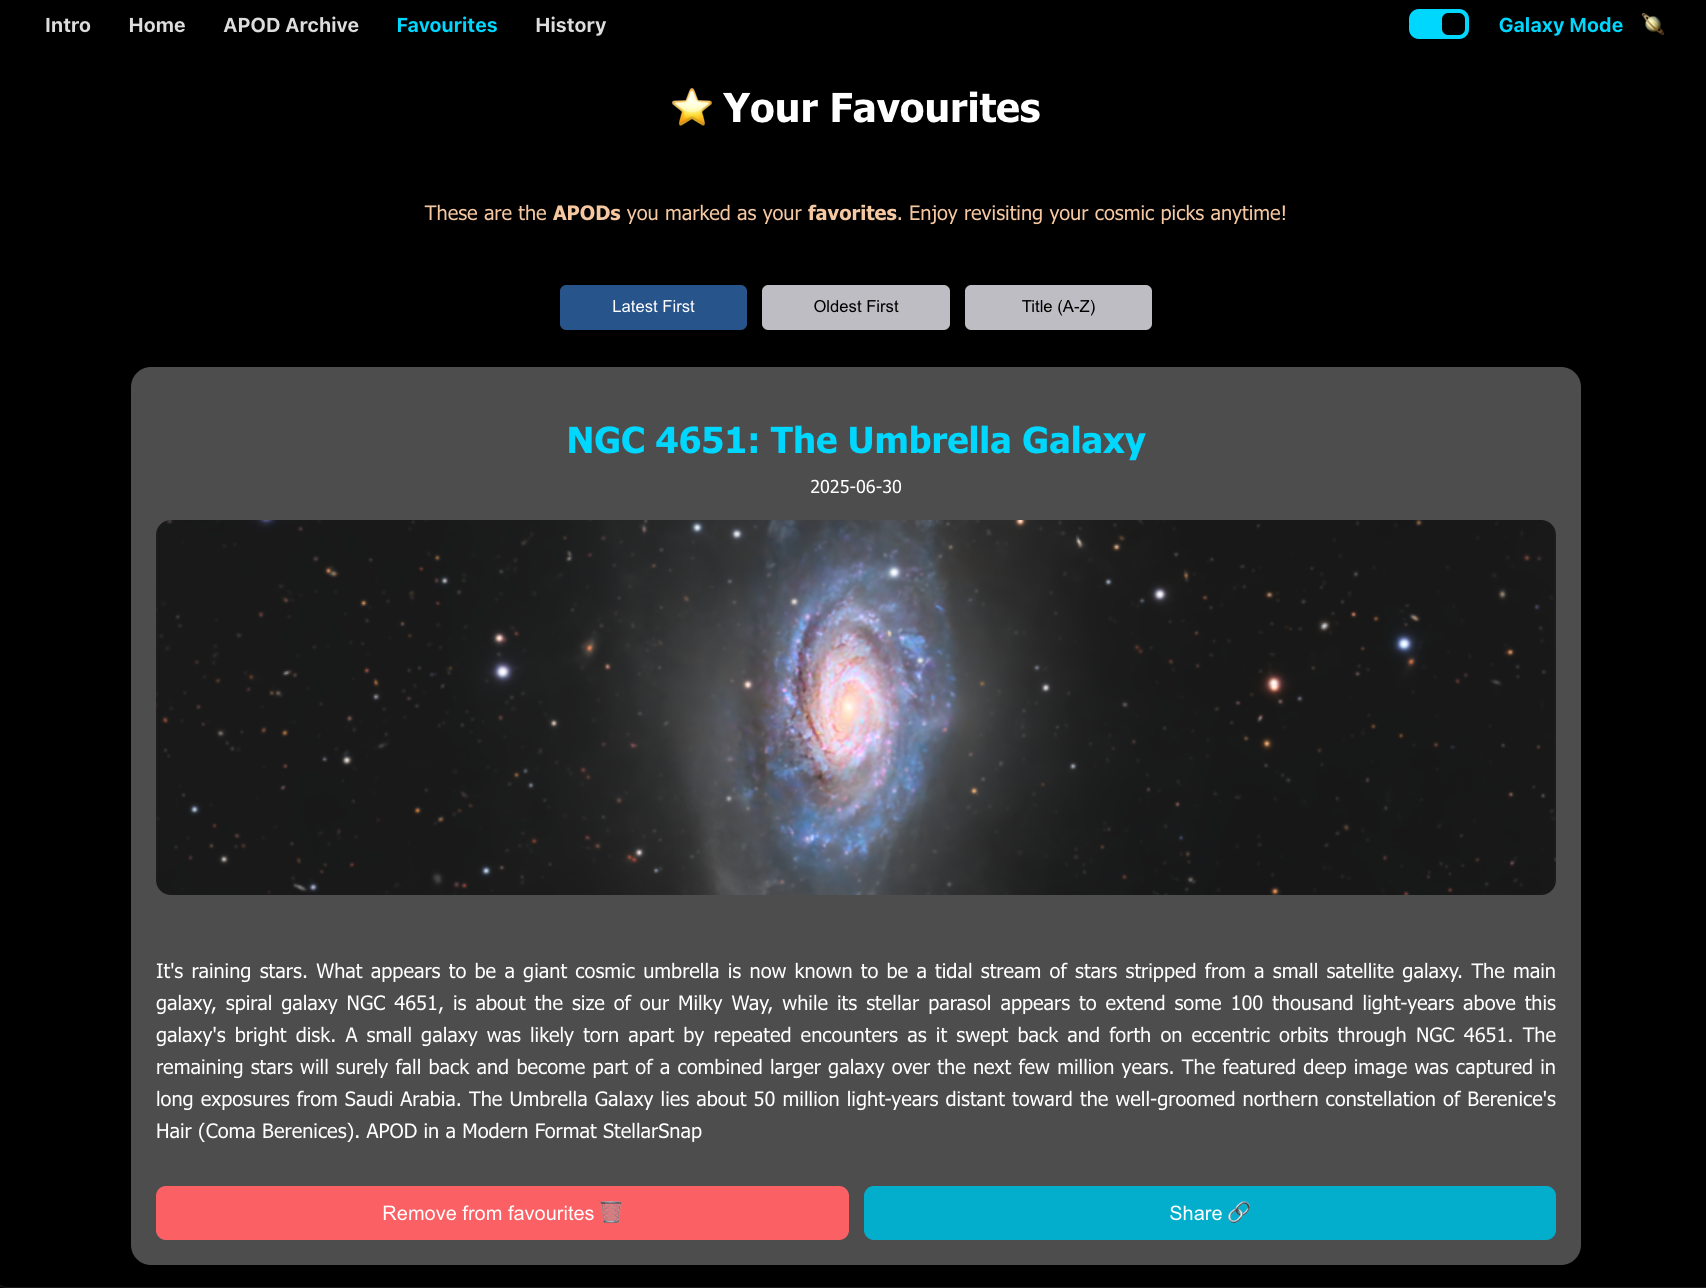 Intro Home APOD Archive Favourites History Galaxy Mode 🪐
⭐ Your Favourites
These are the APODs you marked as your favorites. Enjoy revisiting your cosmic picks anytime!
Latest First Oldest First Title (A-Z)
NGC 4651: The Umbrella Galaxy
2025-06-30
It's raining stars. What appears to be a giant cosmic umbrella is now known to be a tidal stream of stars stripped from a small satellite galaxy. The main
galaxy, spiral galaxy NGC 4651, is about the size of our Milky Way, while its stellar parasol appears to extend some 100 thousand light-years above this
galaxy's bright disk. A small galaxy was likely torn apart by repeated encounters as it swept back and forth on eccentric orbits through NGC 4651. The
remaining stars will surely fall back and become part of a combined larger galaxy over the next few million years. The featured deep image was captured in
long exposures from Saudi Arabia. The Umbrella Galaxy lies about 50 million light-years distant toward the well-groomed northern constellation of Berenice's
Hair (Coma Berenices). APOD in a Modern Format StellarSnap
Remove from favourites 🗑️ Share 🔗